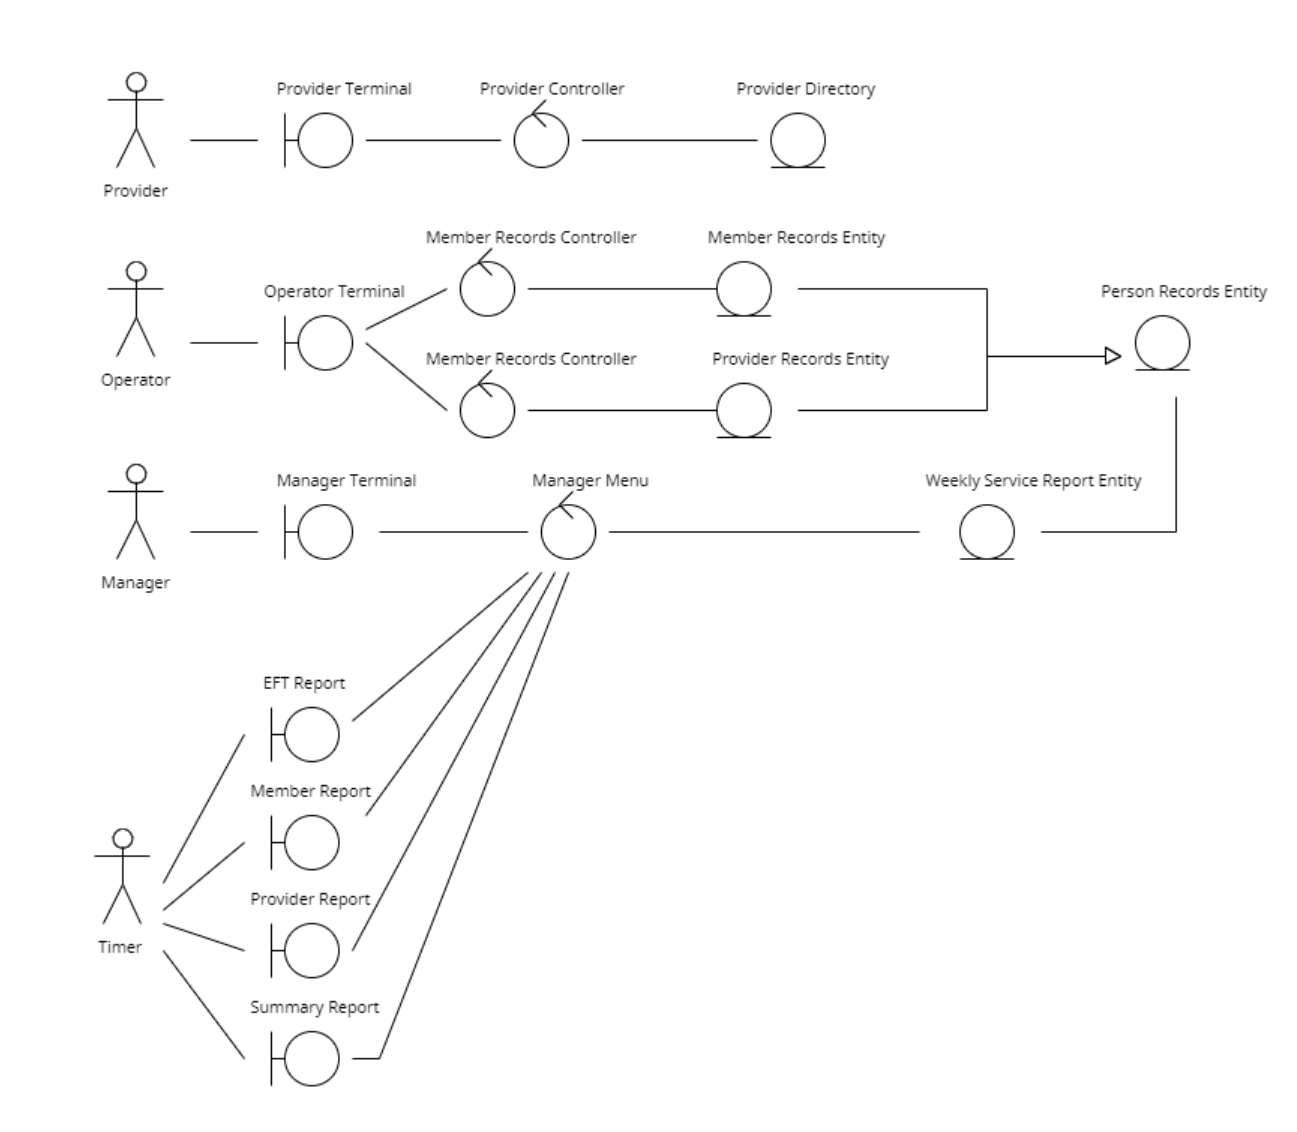 Provider Terminal
Provider Controller
Provider Directory
Provider
Member Records Controller
Member Records Entity
Operator Terminal
Person Records Entity
Member Records Controller
Provider Records Entity
Operator
Manager Terminal
Manager Menu
Weekly Service Report Entity
Manager
EFT Report
Member Report
Provider Report
Timer
Summary Report